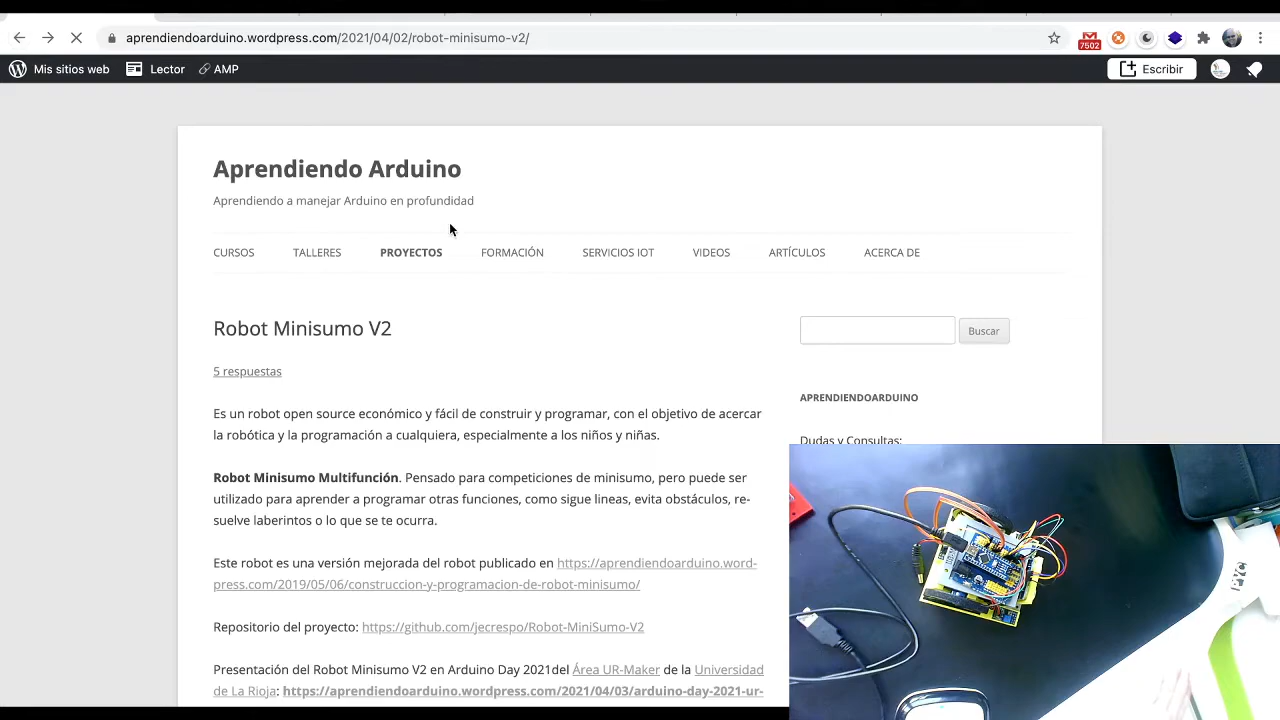 aprendiendoarduino.wordpress.com/2021/04/02/robot-minisumo-v2/
7502
Mis sitios web
Lector
AMP
Escribir
Aprendiendo Arduino
Aprendiendo a manejar Arduino en profundidad
CURSOS TALLERES PROYECTOS FORMACIÓN SERVICIOS IOT VIDEOS ARTÍCULOS ACERCA DE
Robot Minisumo V2
Buscar
5 respuestas
APRENDIENDOARDUINO
Es un robot open source económico y fácil de construir y programar, con el objetivo de acercar
la robótica y la programación a cualquiera, especialmente a los niños y niñas.
Dudas y Consultas:
Robot Minisumo Multifunción. Pensado para competiciones de minisumo, pero puede ser
utilizado para aprender a programar otras funciones, como sigue lineas, evita obstáculos, re-
suelve laberintos o lo que se te ocurra.
Este robot es una versión mejorada del robot publicado en https://aprendiendoarduino.word-
press.com/2019/05/06/construccion-y-programacion-de-robot-minisumo/
Repositorio del proyecto: https://github.com/jecrespo/Robot-MiniSumo-V2
Presentación del Robot Minisumo V2 en Arduino Day 2021del Área UR-Maker de la Universidad
de La Rioja: https://aprendiendoarduino.wordpress.com/2021/04/03/arduino-day-2021-ur-